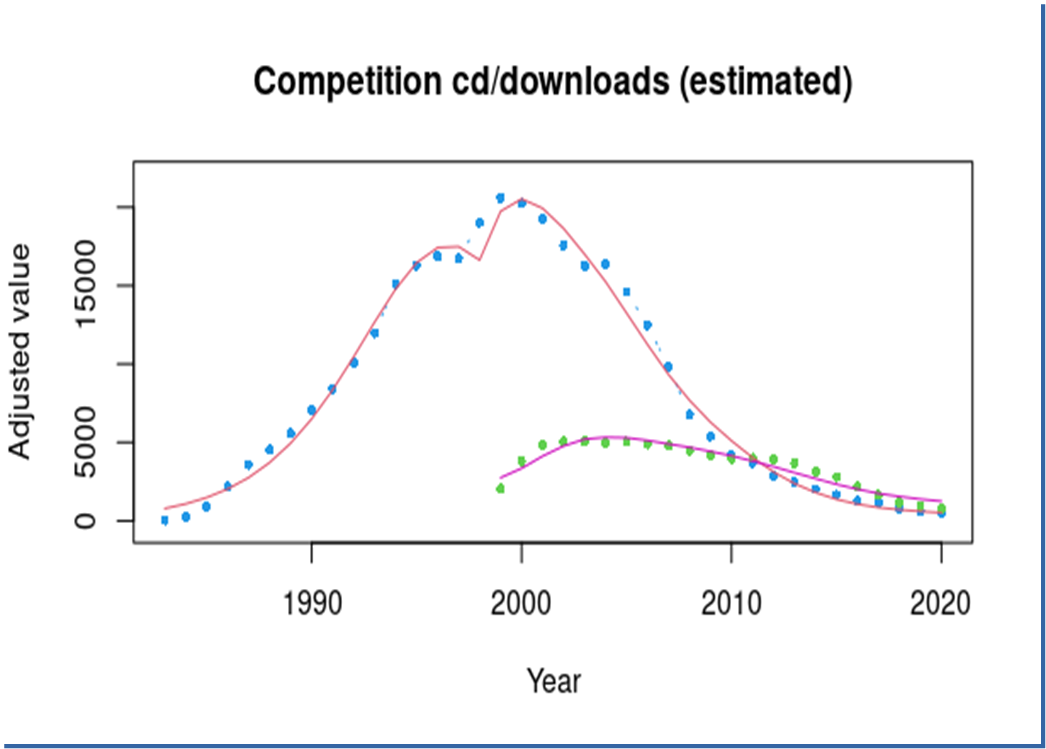 Competition cd/downloads (estimated)
Adjusted value
15000
5000
0
1990 2000 2010 2020
Year